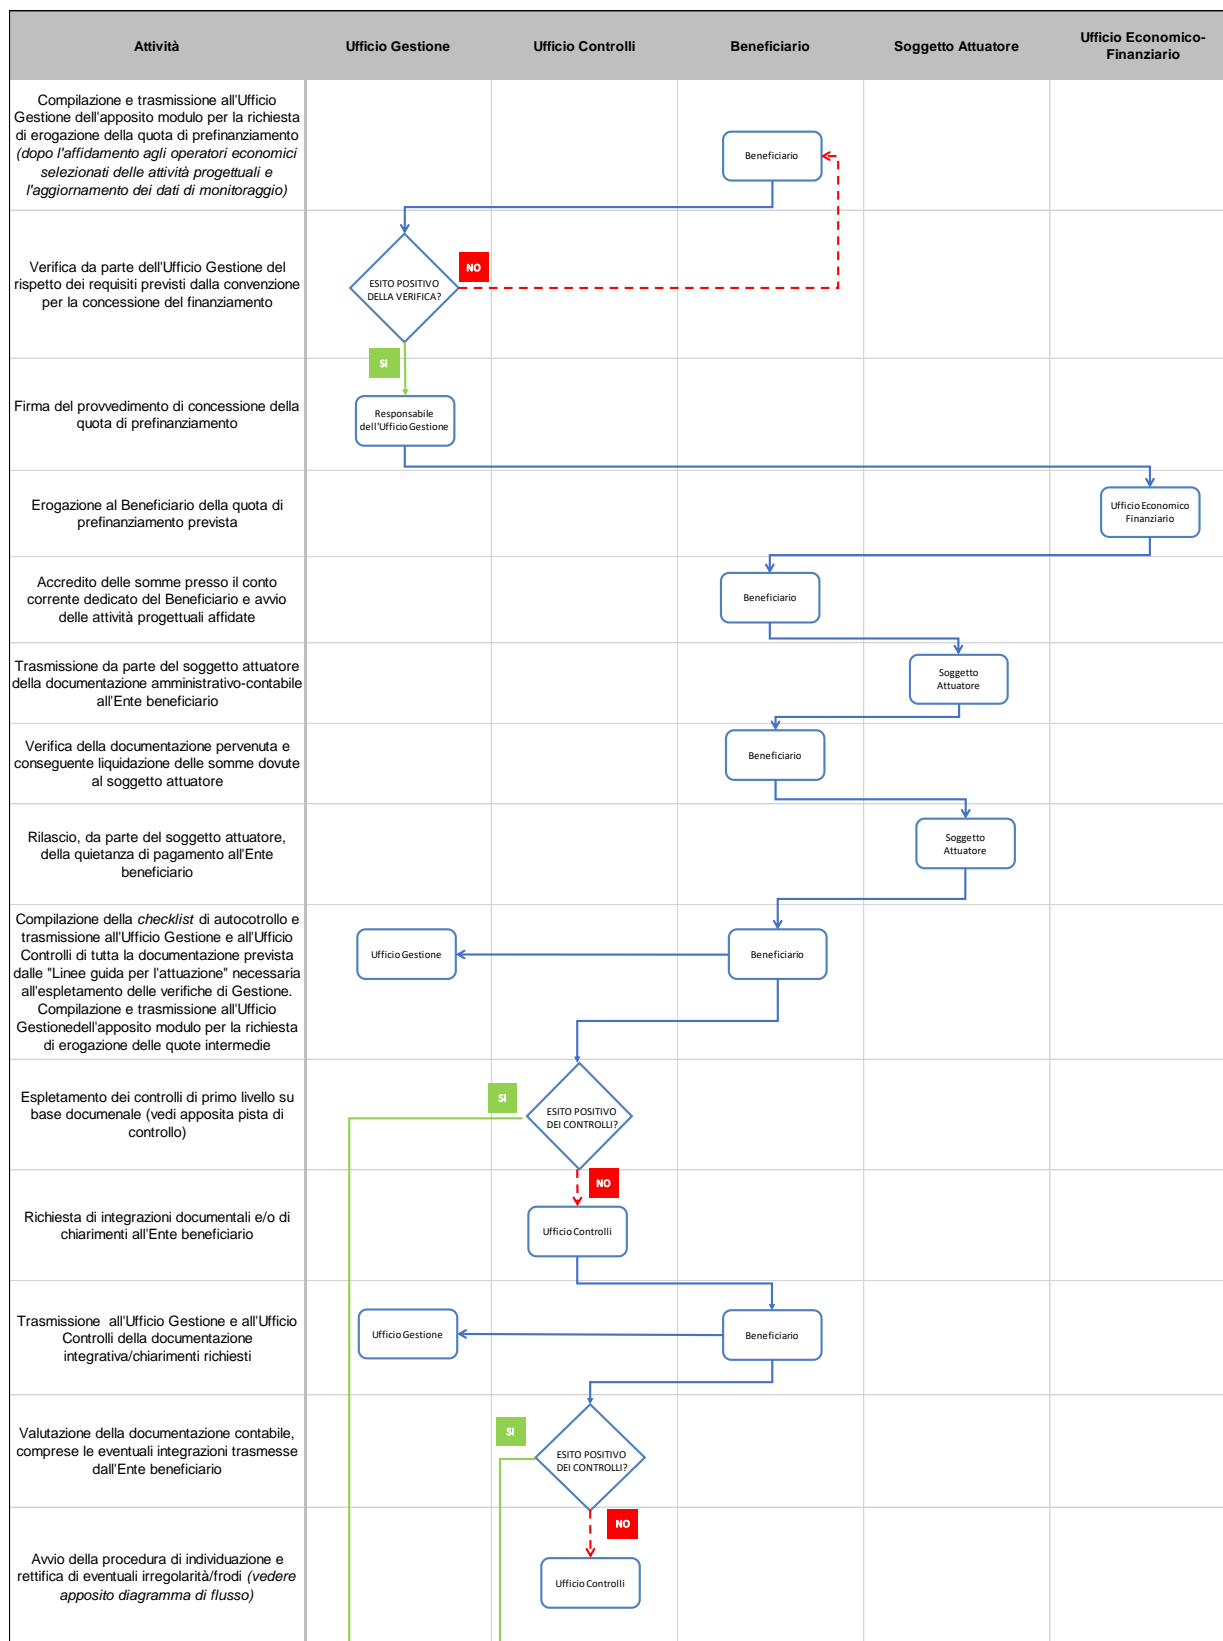 Attività
Ufficio Gestione
Ufficio Controlli
Beneficiario
Soggetto Attuatore
Ufficio Economico-
Finanziario
Compilazione e trasmissione all'Ufficio
Gestione dell'apposito modulo per la richiesta
di erogazione della quota di prefinanziamento
(dopo l'affidamento agli operatori economici
selezionati delle attività progettuali e
l'aggiornamento dei dati di monitoraggio)
Beneficiario
Verifica da parte dell'Ufficio Gestione del
rispetto dei requisiti previsti dalla convenzione
per la concessione del finanziamento
ESITO POSITIVO
DELLA VERIFICA?
NO
SI
Firma del provvedimento di concessione della
quota di prefinanziamento
Responsabile
dell'Ufficio Gestione
Erogazione al Beneficiario della quota di
prefinanziamento prevista
Ufficio Economico
Finanziario
Accredito delle somme presso il conto
corrente dedicato del Beneficiario e avvio
delle attività progettuali affidate
Beneficiario
Trasmissione da parte del soggetto attuatore
della documentazione amministrativo-contabile
all'Ente beneficiario
Soggetto
Attuatore
Verifica della documentazione pervenuta e
conseguente liquidazione delle somme dovute
al soggetto attuatore
Beneficiario
Rilascio, da parte del soggetto attuatore,
della quietanza di pagamento all'Ente
beneficiario
Soggetto
Attuatore
Compilazione della checklist di autocotrollo e
trasmissione all'Ufficio Gestione e all'Ufficio
Controlli di tutta la documentazione prevista
dalle "Linee guida per l'attuazione" necessaria
all'espletamento delle verifiche di Gestione.
Compilazione e trasmissione all'Ufficio
Gestionedell'apposito modulo per la richiesta
di erogazione delle quote intermedie
Ufficio Gestione
Beneficiario
Espletamento dei controlli di primo livello su
base documenale (vedi apposita pista di
controllo)
SI
ESITO POSITIVO
DEI CONTROLLI?
NO
Richiesta di integrazioni documentali e/o di
chiarimenti all'Ente beneficiario
Ufficio Controlli
Trasmissione  all'Ufficio Gestione e all'Ufficio
Controlli della documentazione
integrativa/chiarimenti richiesti
Ufficio Gestione
Beneficiario
Valutazione della documentazione contabile,
comprese le eventuali integrazioni trasmesse
dall'Ente beneficiario
SI
ESITO POSITIVO
DEI CONTROLLI?
NO
Avvio della procedura di individuazione e
rettifica di eventuali irregolarità/frodi (vedere
apposito diagramma di flusso)
Ufficio Controlli